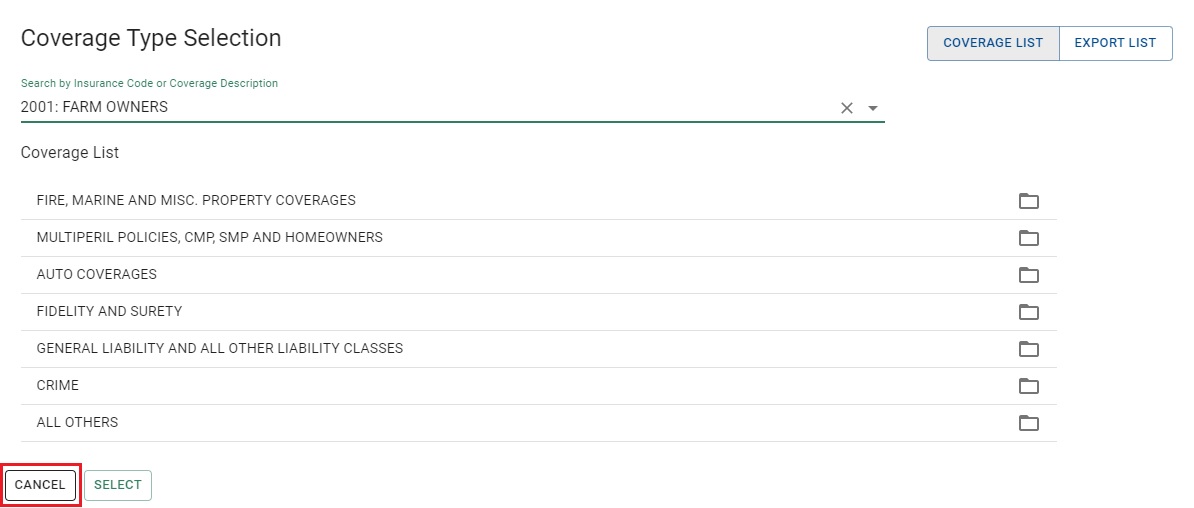 Coverage Type Selection
COVERAGE LIST
EXPORT LIST
Search by Insurance Code or Coverage Description
2001: FARM OWNERS
Coverage List
FIRE, MARINE AND MISC. PROPERTY COVERAGES
MULTIPERIL POLICIES, CMP, SMP AND HOMEOWNERS
AUTO COVERAGES
FIDELITY AND SURETY
GENERAL LIABILITY AND ALL OTHER LIABILITY CLASSES
CRIME
ALL OTHERS
CANCEL
SELECT